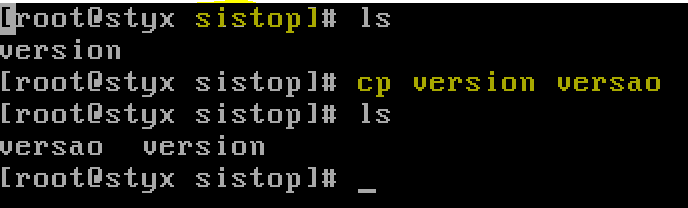 [root@styx sistop]# ls
version
[root@styx sistop]# cp version versao
[root@styx sistop]# ls
versao  version
[root@styx sistop]# _